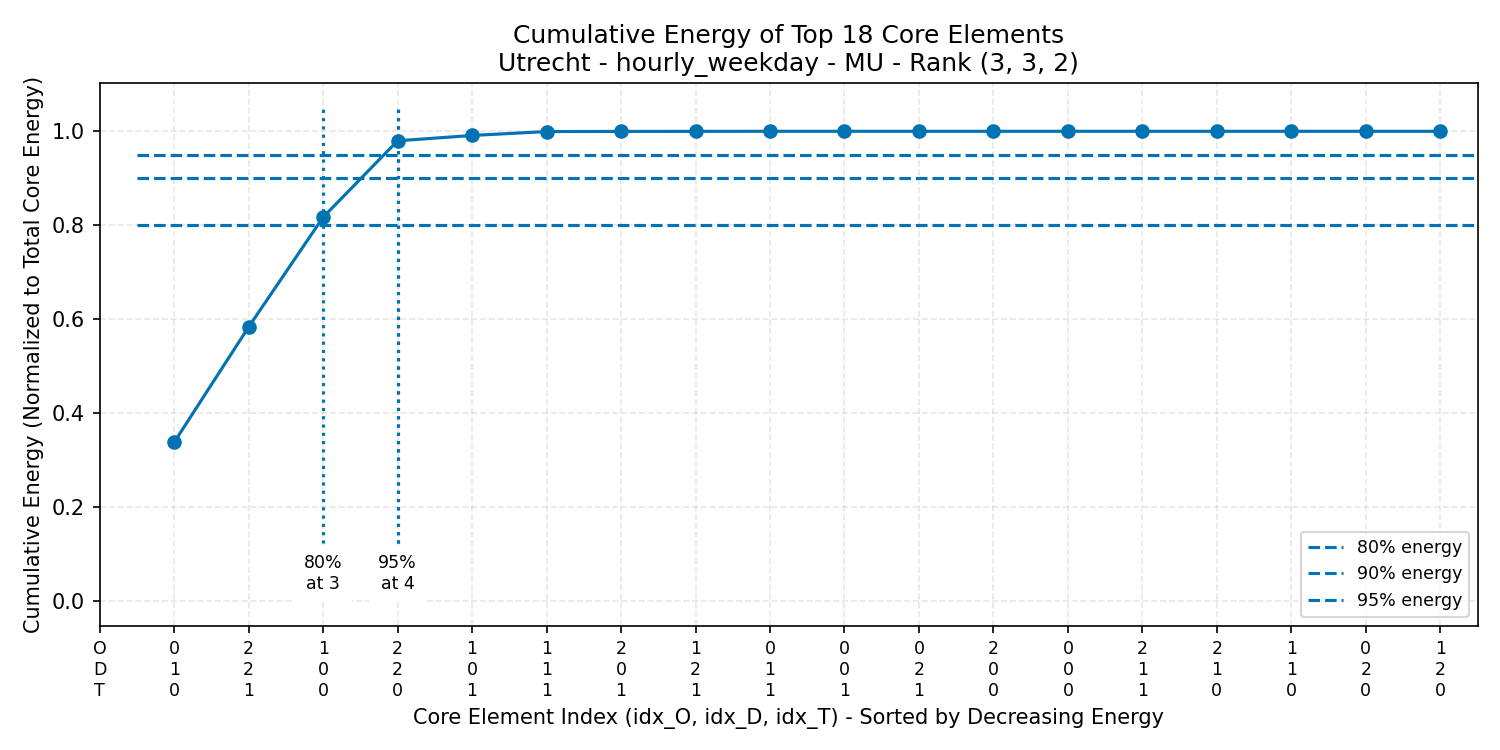 Cumulative Energy of Top 18 Core Elements
Utrecht - hourly_weekday - MU - Rank (3, 3, 2)
Cumulative Energy (Normalized to Total Core Energy)
1.0
0.8
0.6
0.4
0.2
0.0
80%
at 3
95%
at 4
80% energy
90% energy
95% energy
O 0 2 1 2 1 1 2 1 0 0 0 2 0 2 2 1 0 1
D 1 2 0 2 0 1 0 2 1 0 2 0 0 1 1 1 2 2
T 0 1 0 0 1 1 1 1 1 1 1 0 0 1 0 0 0 0
Core Element Index (idx_O, idx_D, idx_T) - Sorted by Decreasing Energy